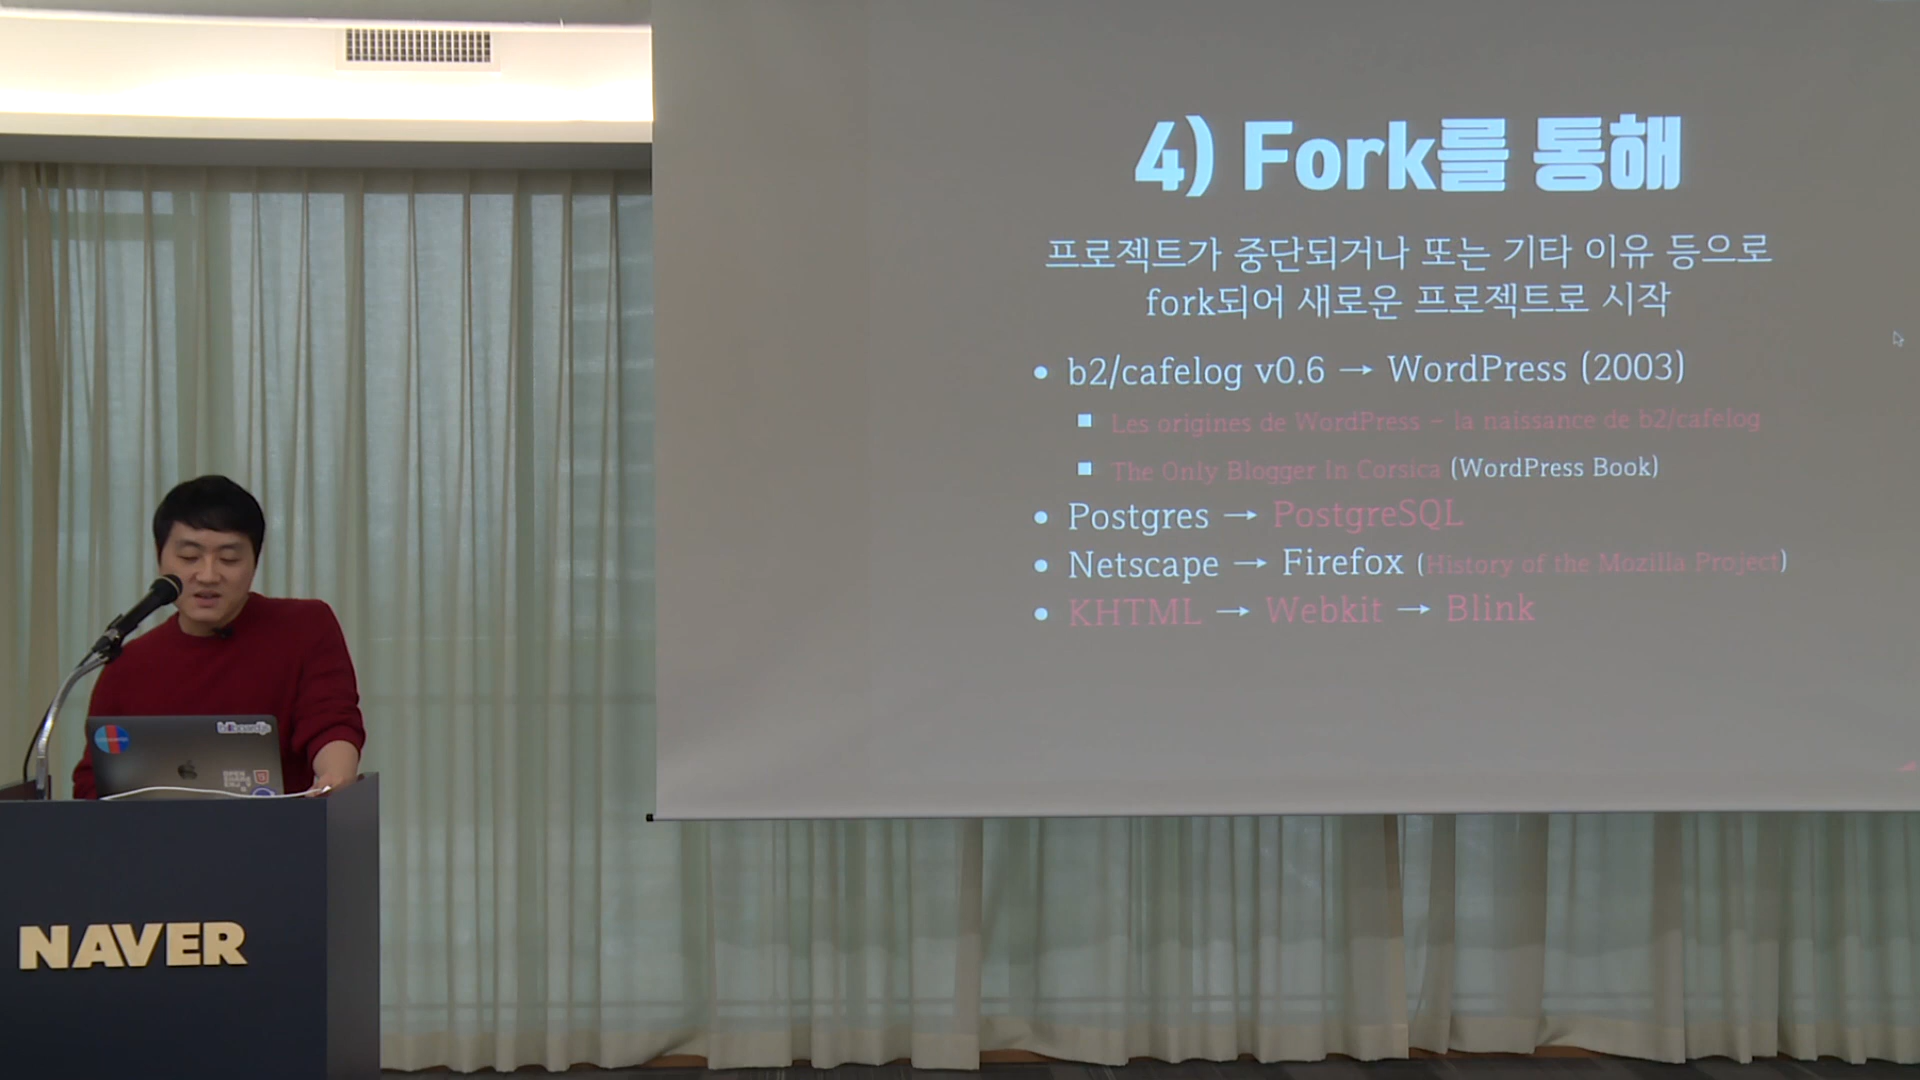 4) Fork를 통해
프로젝트가 중단되거나 또는 기타 이유 등으로
fork되어 새로운 프로젝트로 시작
• b2/cafelog v0.6 → WordPress (2003)
▪ Les origines de WordPress – la naissance de b2/cafelog
▪ The Only Blogger In Corsica (WordPress Book)
• Postgres → PostgreSQL
• Netscape → Firefox (History of the Mozilla Project)
• KHTML → Webkit → Blink
NAVER